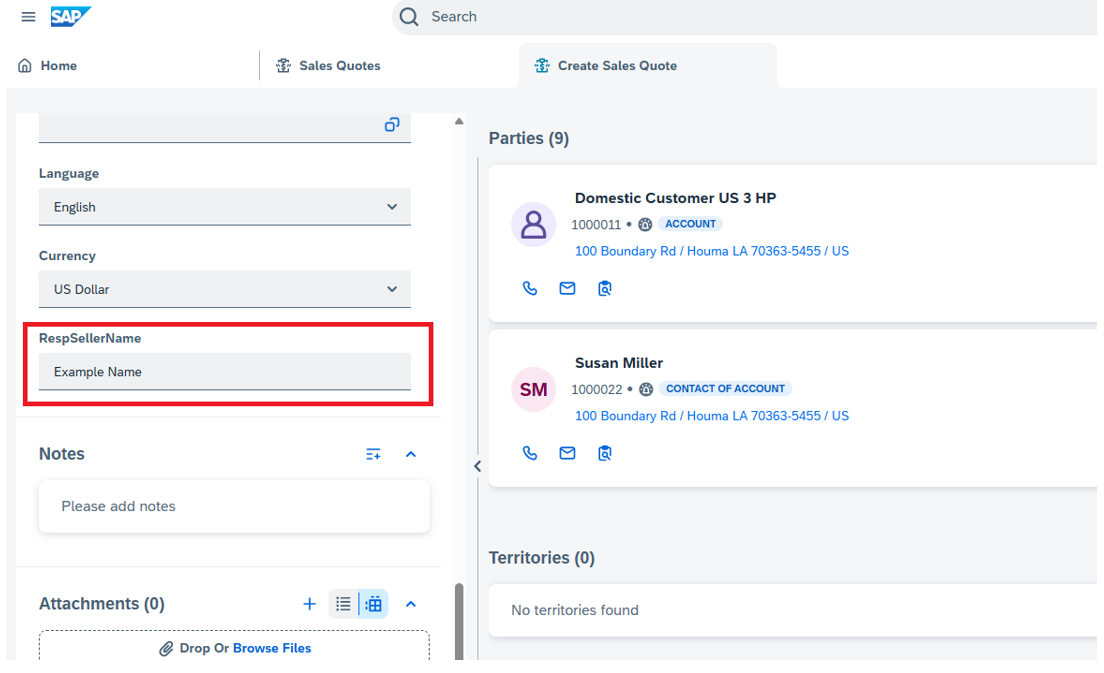 SAP
Search
Home
Sales Quotes
Create Sales Quote
Language
English
Currency
US Dollar
RespSellerName
Example Name
Notes
Please add notes
Attachments (0)
Drop Or Browse Files
Parties (9)
Domestic Customer US 3 HP
1000011 • ACCOUNT
100 Boundary Rd / Houma LA 70363-5455 / US
SM
Susan Miller
1000022 • CONTACT OF ACCOUNT
100 Boundary Rd / Houma LA 70363-5455 / US
Territories (0)
No territories found